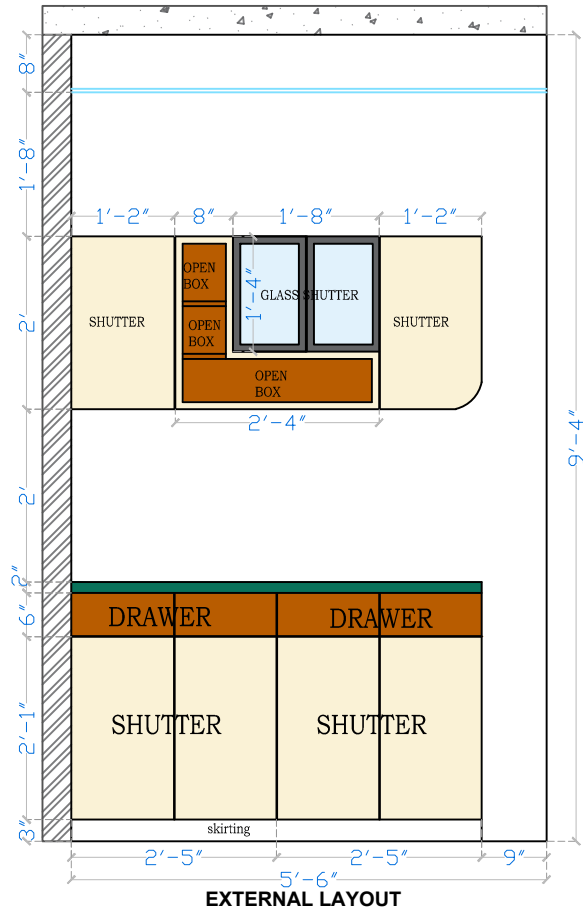 8"
1'-8"
1'-2" 8" 1'-8" 1'-2"
OPEN
BOX
GLASS SHUTTER
1'-4"
SHUTTER
OPEN
BOX
SHUTTER
2'
OPEN
BOX
2'-4"
9'-4"
2'
2"
6"
DRAWER DRAWER
2'-1"
SHUTTER SHUTTER
3"
skirting
2'-5" 2'-5" 9"
5'-6"
EXTERNAL LAYOUT